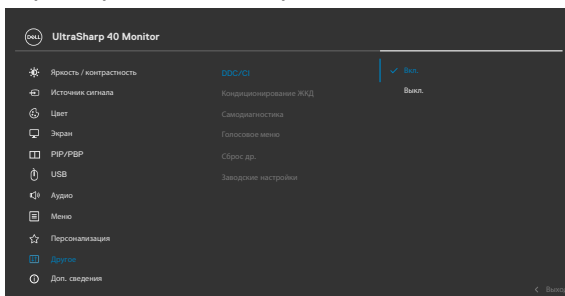 DELL UltraSharp 40 Monitor
Яркость / контрастность
Источник сигнала
Цвет
Экран
PIP/PBP
USB
Аудио
Меню
Персонализация
Другое
Доп. сведения
DDC/CI
Кондиционирование ЖКД
Самодиагностика
Голосовое меню
Сброс др.
Заводские настройки
Вкл.
Выкл.
Выход